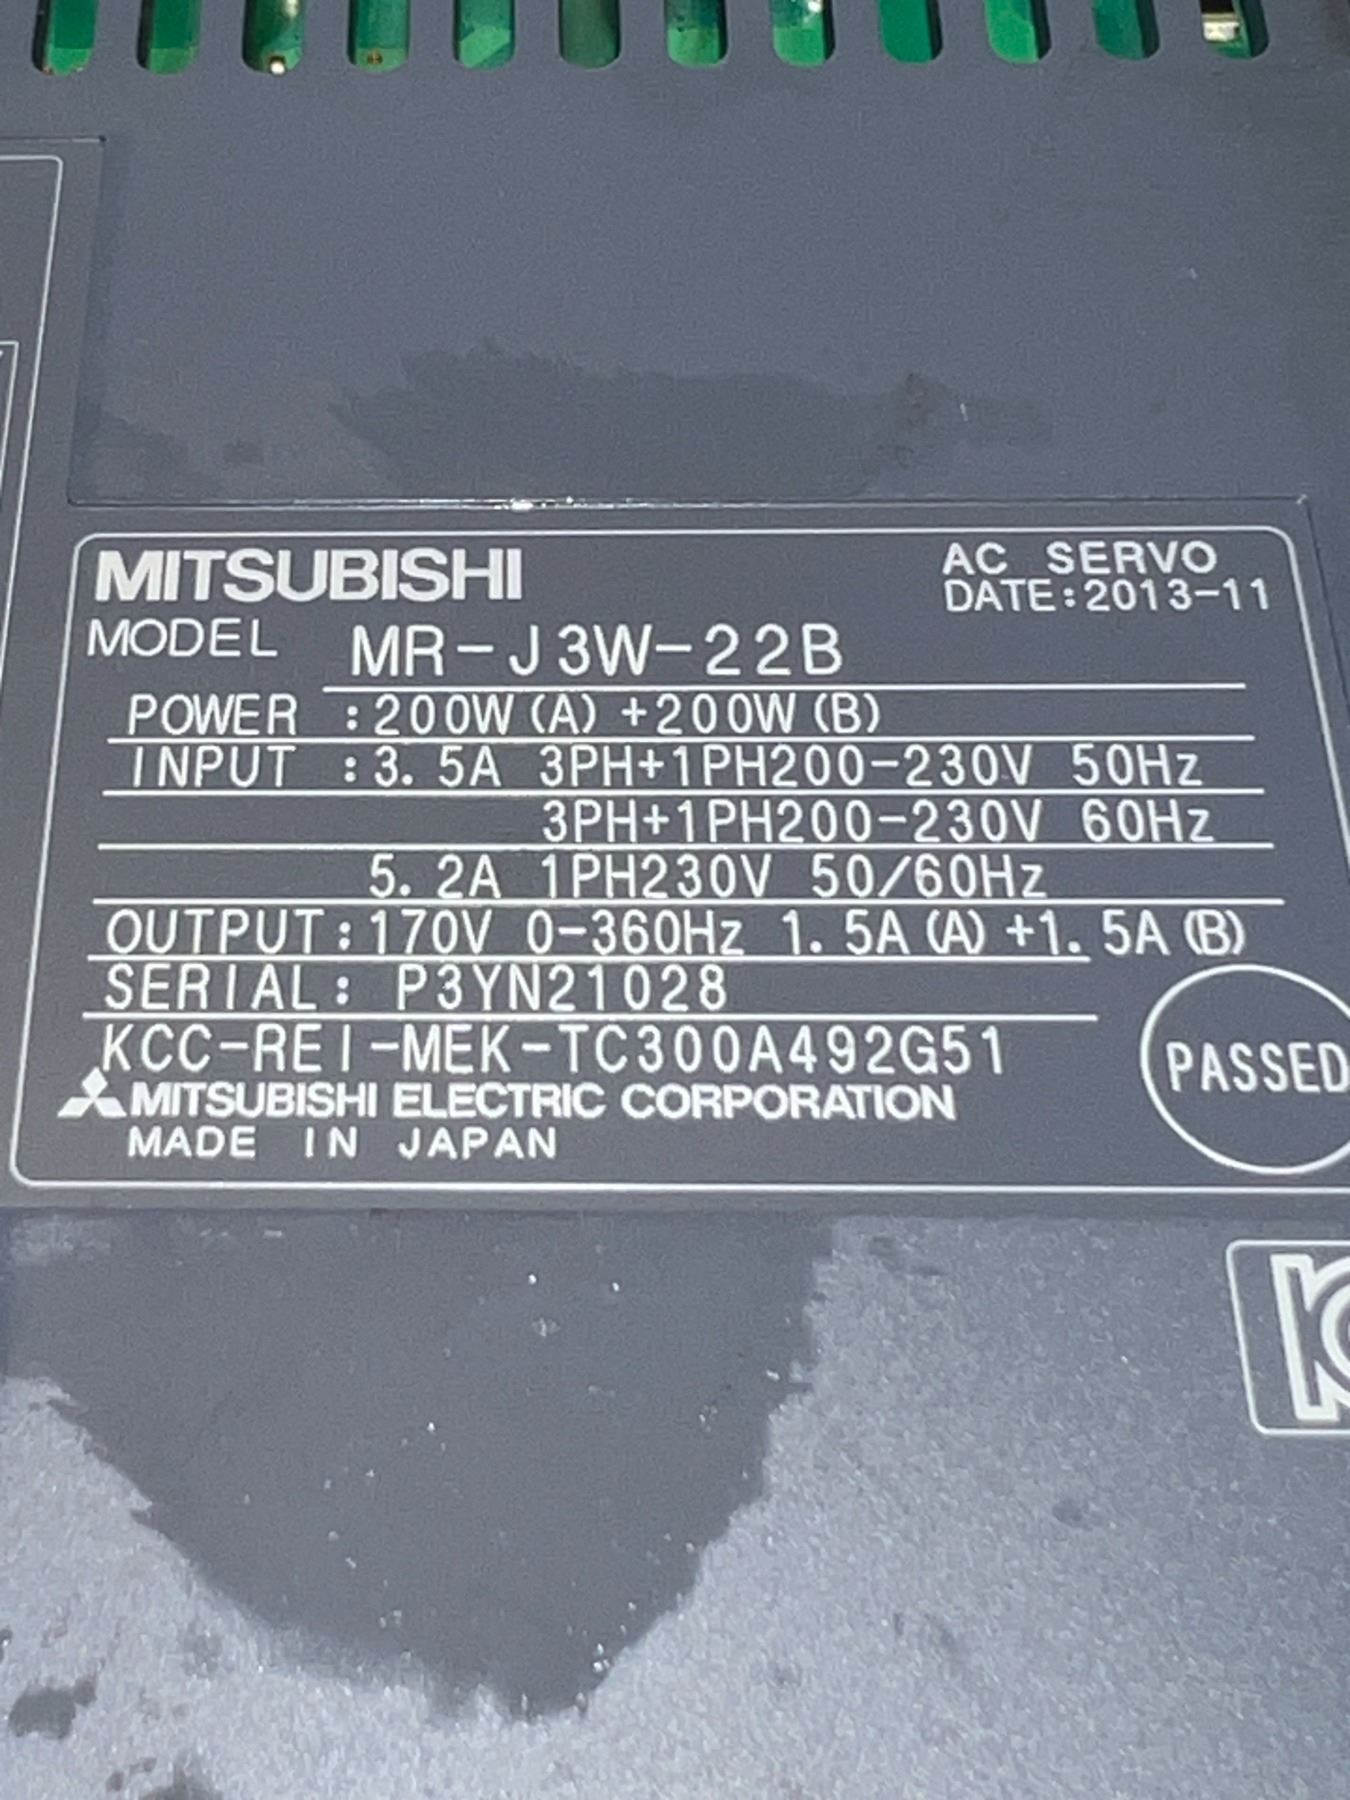 MITSUBISHI AC SERVO
DATE:2013-11
MODEL MR-J3W-22B
POWER :200W(A)+200W(B)
INPUT :3.5A 3PH+1PH200-230V 50Hz
3PH+1PH200-230V 60Hz
5.2A 1PH230V 50/60Hz
OUTPUT:170V 0-360Hz 1.5A(A)+1.5A(B)
SERIAL: P3YN21028
KCC-REI-MEK-TC300A492G51
PASSED
MITSUBISHI ELECTRIC CORPORATION
MADE IN JAPAN